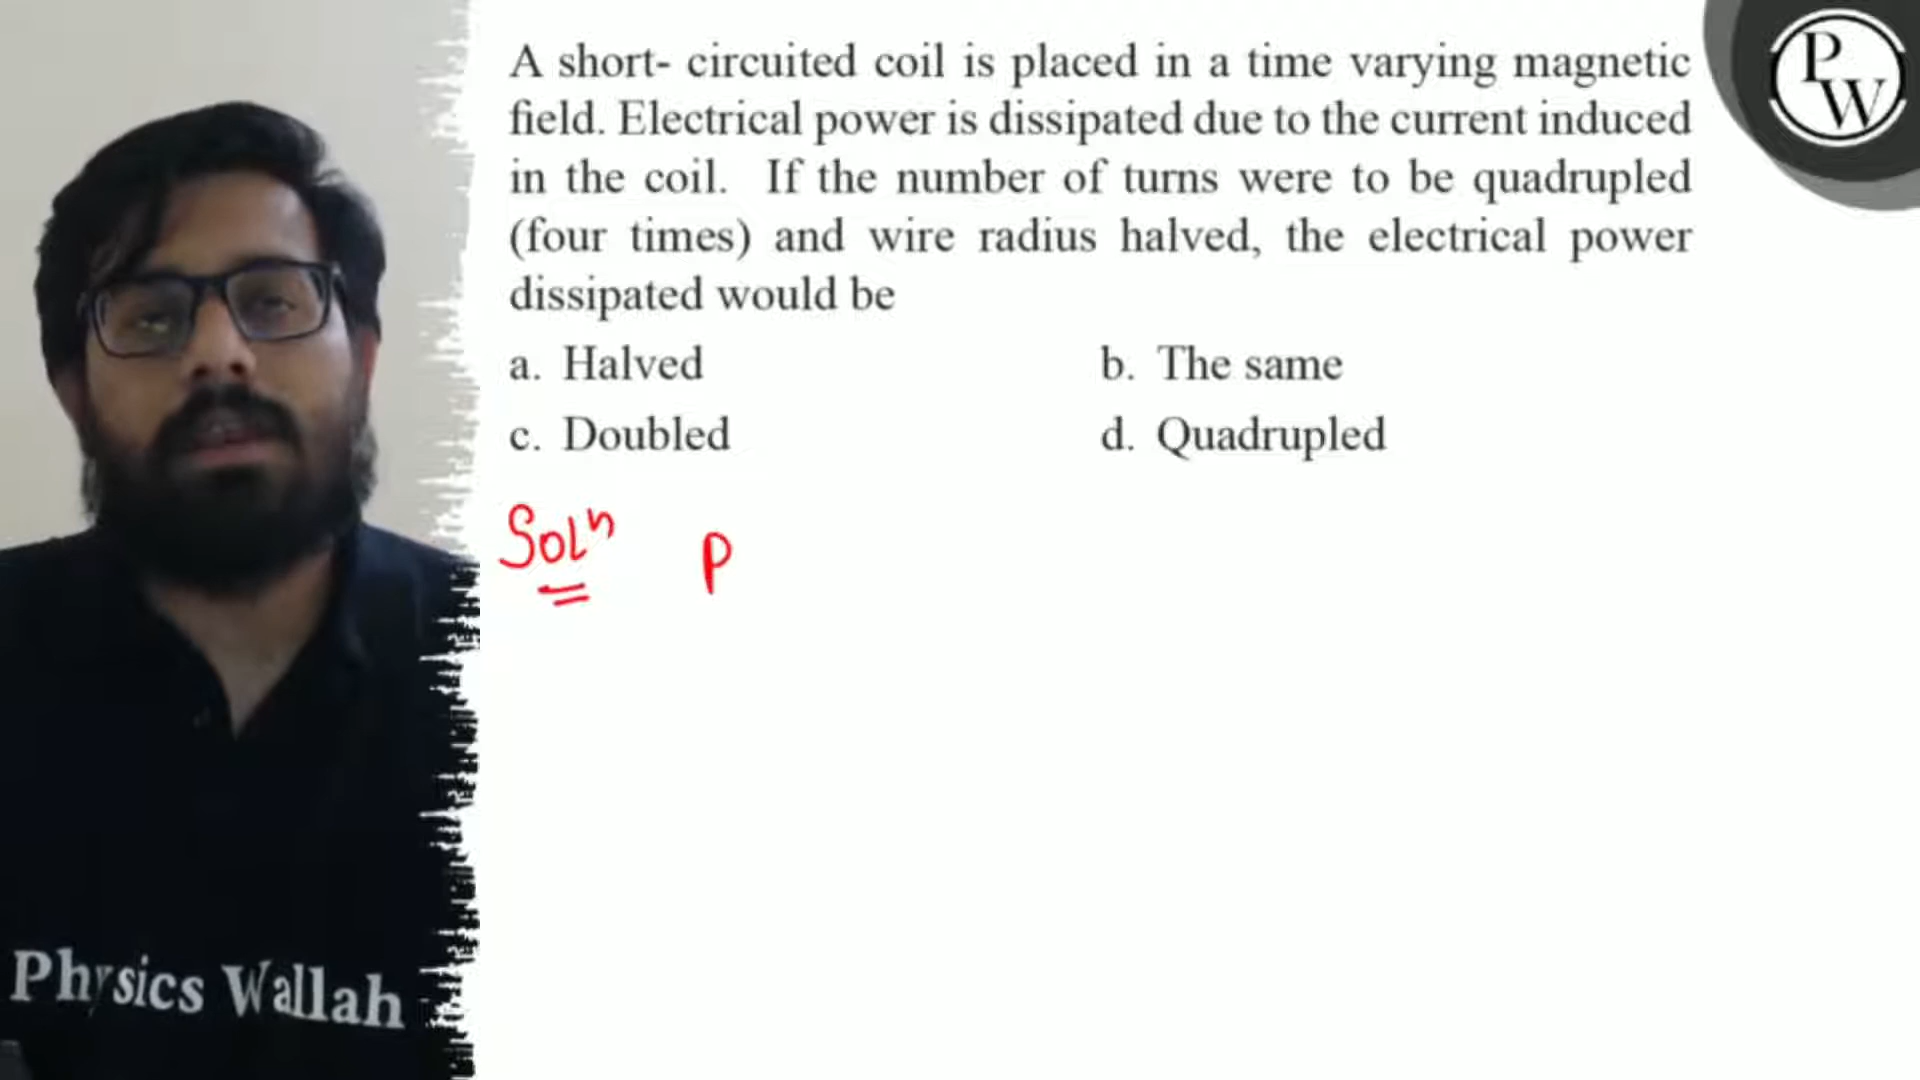 A short- circuited coil is placed in a time varying magnetic
field. Electrical power is dissipated due to the current induced
in the coil. If the number of turns were to be quadrupled
(four times) and wire radius halved, the electrical power
dissipated would be
a. Halved
b. The same
c. Doubled
d. Quadrupled
Solⁿ
P
PW
Physics Wallah